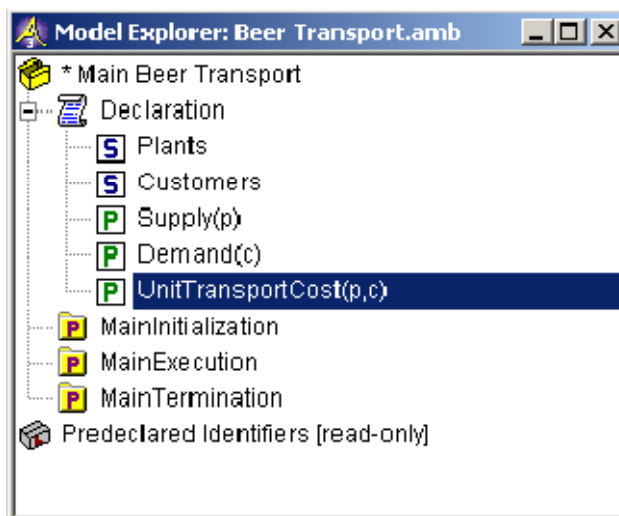 Model Explorer: Beer Transport.amb
* Main Beer Transport
Declaration
S Plants
S Customers
P Supply(p)
P Demand(c)
P UnitTransportCost(p,c)
P MainInitialization
P MainExecution
P MainTermination
Predeclared Identifiers [read-only]